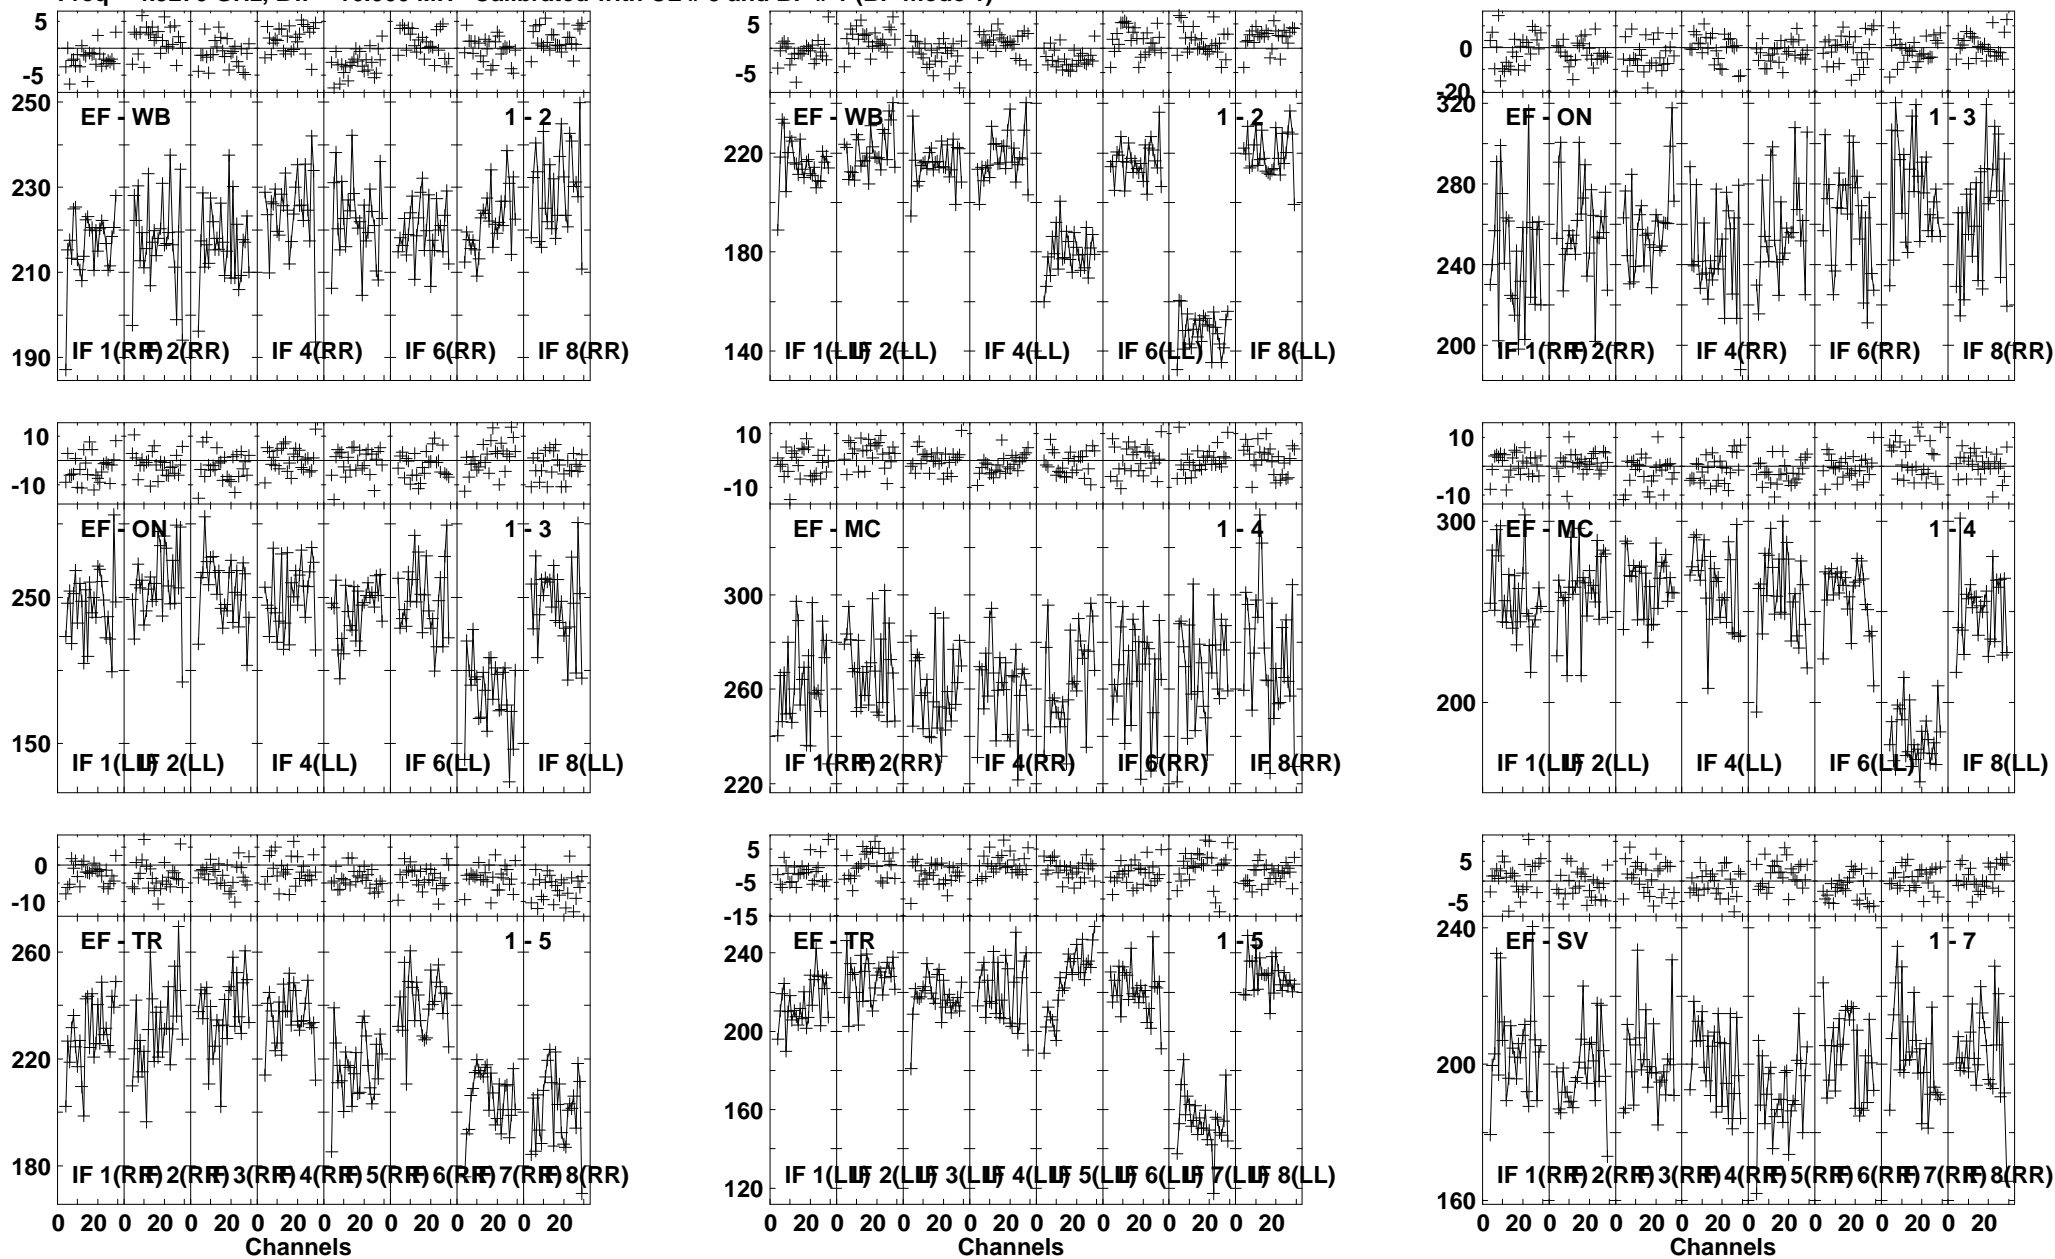 5 5 0
-5 -5 -20
250 EF - WB 1 - 2 EF - WB 1 - 2 320 EF - ON 1 - 3
230 220 280
210 180 240
190 IF 1(RR) IF 2(RR) IF 4(RR) IF 6(RR) IF 8(RR) 140 IF 1(LL) IF 2(LL) IF 4(LL) IF 6(LL) IF 8(LL) 200 IF 1(RR) IF 2(RR) IF 4(RR) IF 6(RR) IF 8(RR)
10 10 10
-10 -10 -10
EF - ON 1 - 3 EF - MC 1 - 4 300 EF - MC 1 - 4
250 300
260 200
150 IF 1(LL) IF 2(LL) IF 4(LL) IF 6(LL) IF 8(LL) 220 IF 1(RR) IF 2(RR) IF 4(RR) IF 6(RR) IF 8(RR) IF 1(LL) IF 2(LL) IF 4(LL) IF 6(LL) IF 8(LL)
0 5 5
-10 -5 -5
-15
260 EF - TR 1 - 5 240 EF - TR 1 - 5 240 EF - SV 1 - 7
220 200 200
180 160 160
IF 1(RR) IF 2(RR) IF 3(RR) IF 4(RR) IF 5(RR) IF 6(RR) IF 7(RR) IF 8(RR) 120 IF 1(LL) IF 2(LL) IF 3(LL) IF 4(LL) IF 5(LL) IF 6(LL) IF 7(LL) IF 8(LL) IF 1(RR) IF 2(RR) IF 3(RR) IF 4(RR) IF 5(RR) IF 6(RR) IF 7(RR) IF 8(RR)
0 20 0 20 0 20 0 20 0 20 0 20 0 20 0 20 0 20 0 20 0 20 0 20 0 20 0 20 0 20 0 20 0 20 0 20 0 20 0 20 0 20 0 20 0 20 0 20
Channels Channels Channels